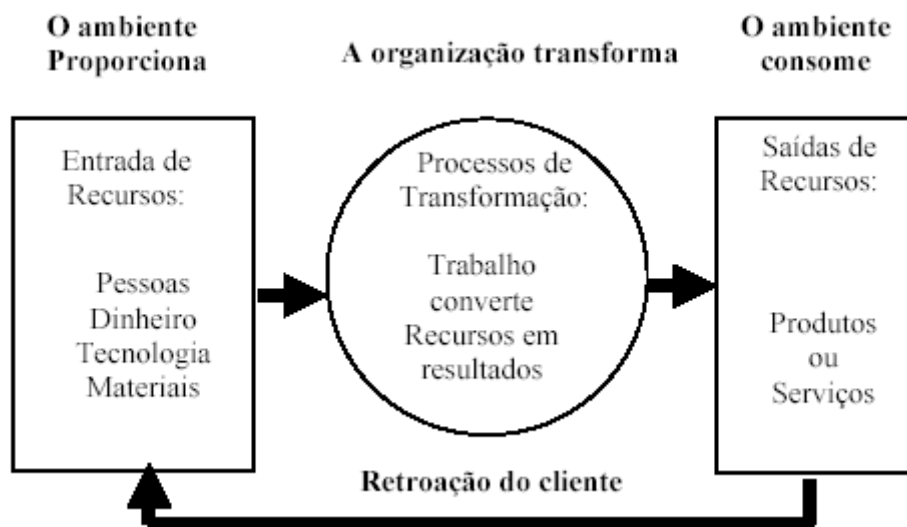 O ambiente
Proporciona
A organização transforma
O ambiente
consome
Entrada de
Recursos:
Pessoas
Dinheiro
Tecnologia
Materiais
Processos de
Transformação:
Trabalho
converte
Recursos em
resultados
Saídas de
Recursos:
Produtos
ou
Serviços
Retroação do cliente